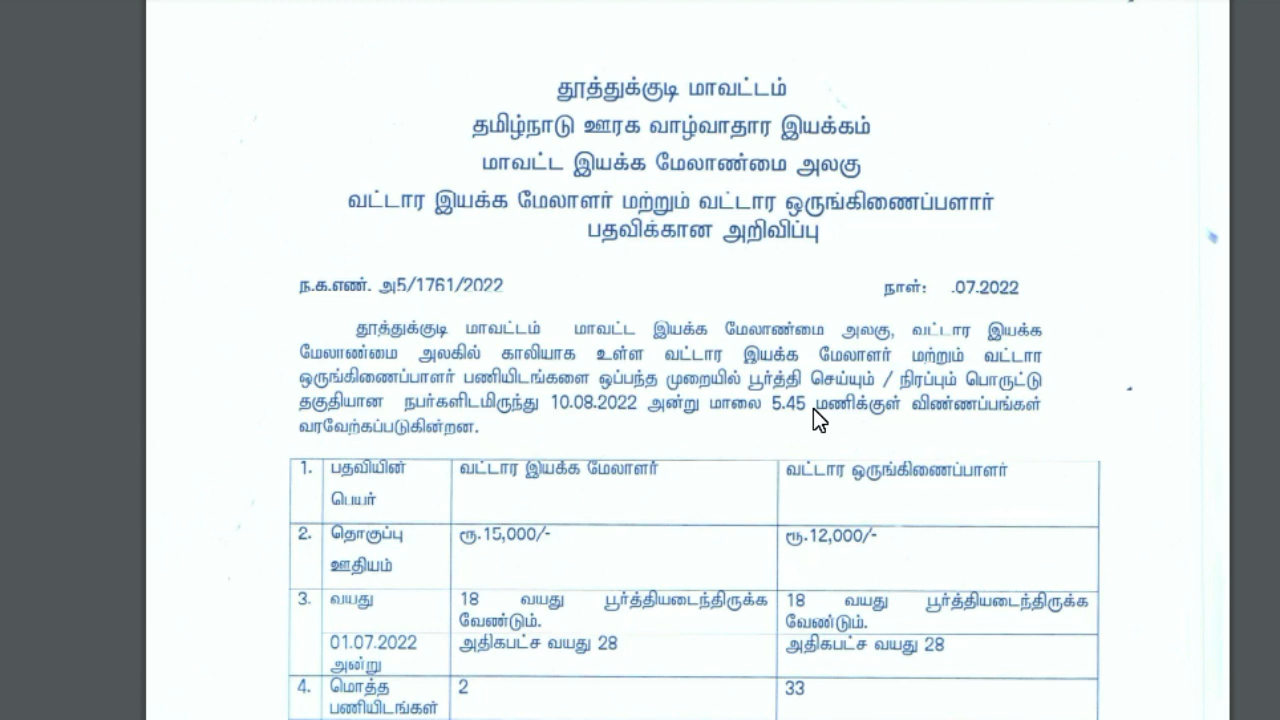 தூத்துக்குடி மாவட்டம்
தமிழ்நாடு ஊரக வாழ்வாதார இயக்கம்
மாவட்ட இயக்க மேலாண்மை அலகு
வட்டார இயக்க மேலாளர் மற்றும் வட்டார ஒருங்கிணைப்பளார்
பதவிக்கான அறிவிப்பு
ந.க.எண். அ5/1761/2022 நாள்: .07.2022
தூத்துக்குடி மாவட்டம் மாவட்ட இயக்க மேலாண்மை அலகு, வட்டார இயக்க
மேலாண்மை அலகில் காலியாக உள்ள வட்டார இயக்க மேலாளர் மற்றும் வட்டார
ஒருங்கிணைப்பாளர் பணியிடங்களை ஒப்பந்த முறையில் பூர்த்தி செய்யும் / நிரப்பும் பொருட்டு
தகுதியான நபர்களிடமிருந்து 10.08.2022 அன்று மாலை 5.45 மணிக்குள் விண்ணப்பங்கள்
வரவேற்கப்படுகின்றன.
1. பதவியின் வட்டார இயக்க மேலாளர் வட்டார ஒருங்கிணைப்பாளர்
பெயர்
2. தொகுப்பு ரூ.15,000/- ரூ.12,000/-
ஊதியம்
3. வயது 18 வயது பூர்த்தியடைந்திருக்க 18 வயது பூர்த்தியடைந்திருக்க
வேண்டும். வேண்டும்.
01.07.2022 அதிகபட்ச வயது 28 அதிகபட்ச வயது 28
அன்று
4. மொத்த 2 33
பணியிடங்கள்